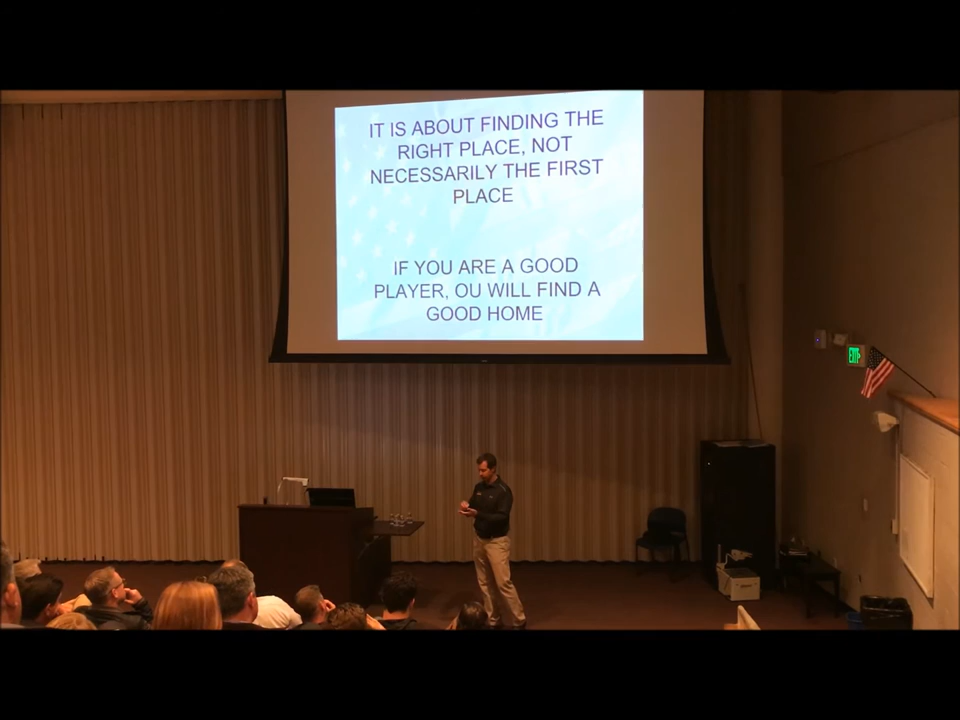 IT IS ABOUT FINDING THE
RIGHT PLACE, NOT
NECESSARILY THE FIRST
PLACE
IF YOU ARE A GOOD
PLAYER, OU WILL FIND A
GOOD HOME
EXIT